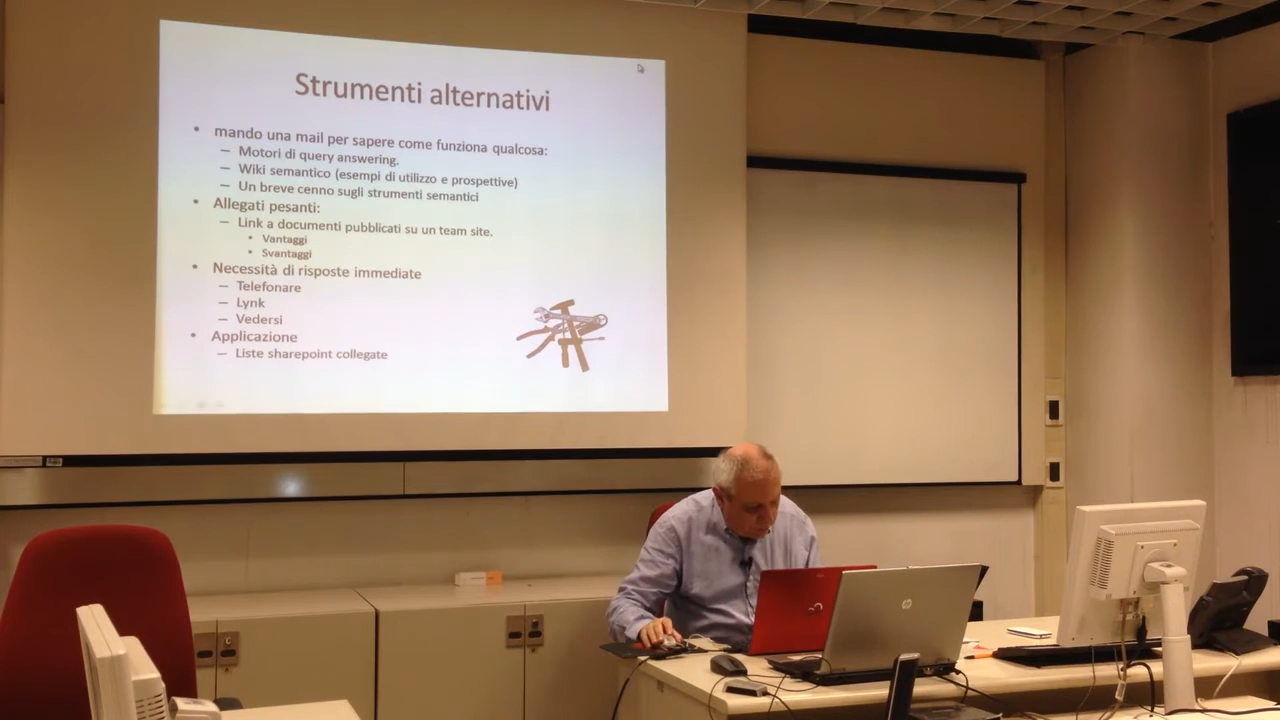 Strumenti alternativi
• mando una mail per sapere come funziona qualcosa:
– Motori di query answering.
– Wiki semantico (esempi di utilizzo e prospettive)
– Un breve cenno sugli strumenti semantici
• Allegati pesanti:
– Link a documenti pubblicati su un team site.
• Vantaggi
• Svantaggi
• Necessità di risposte immediate
– Telefonare
– Lynk
– Vedersi
• Applicazione
– Liste sharepoint collegate
hp